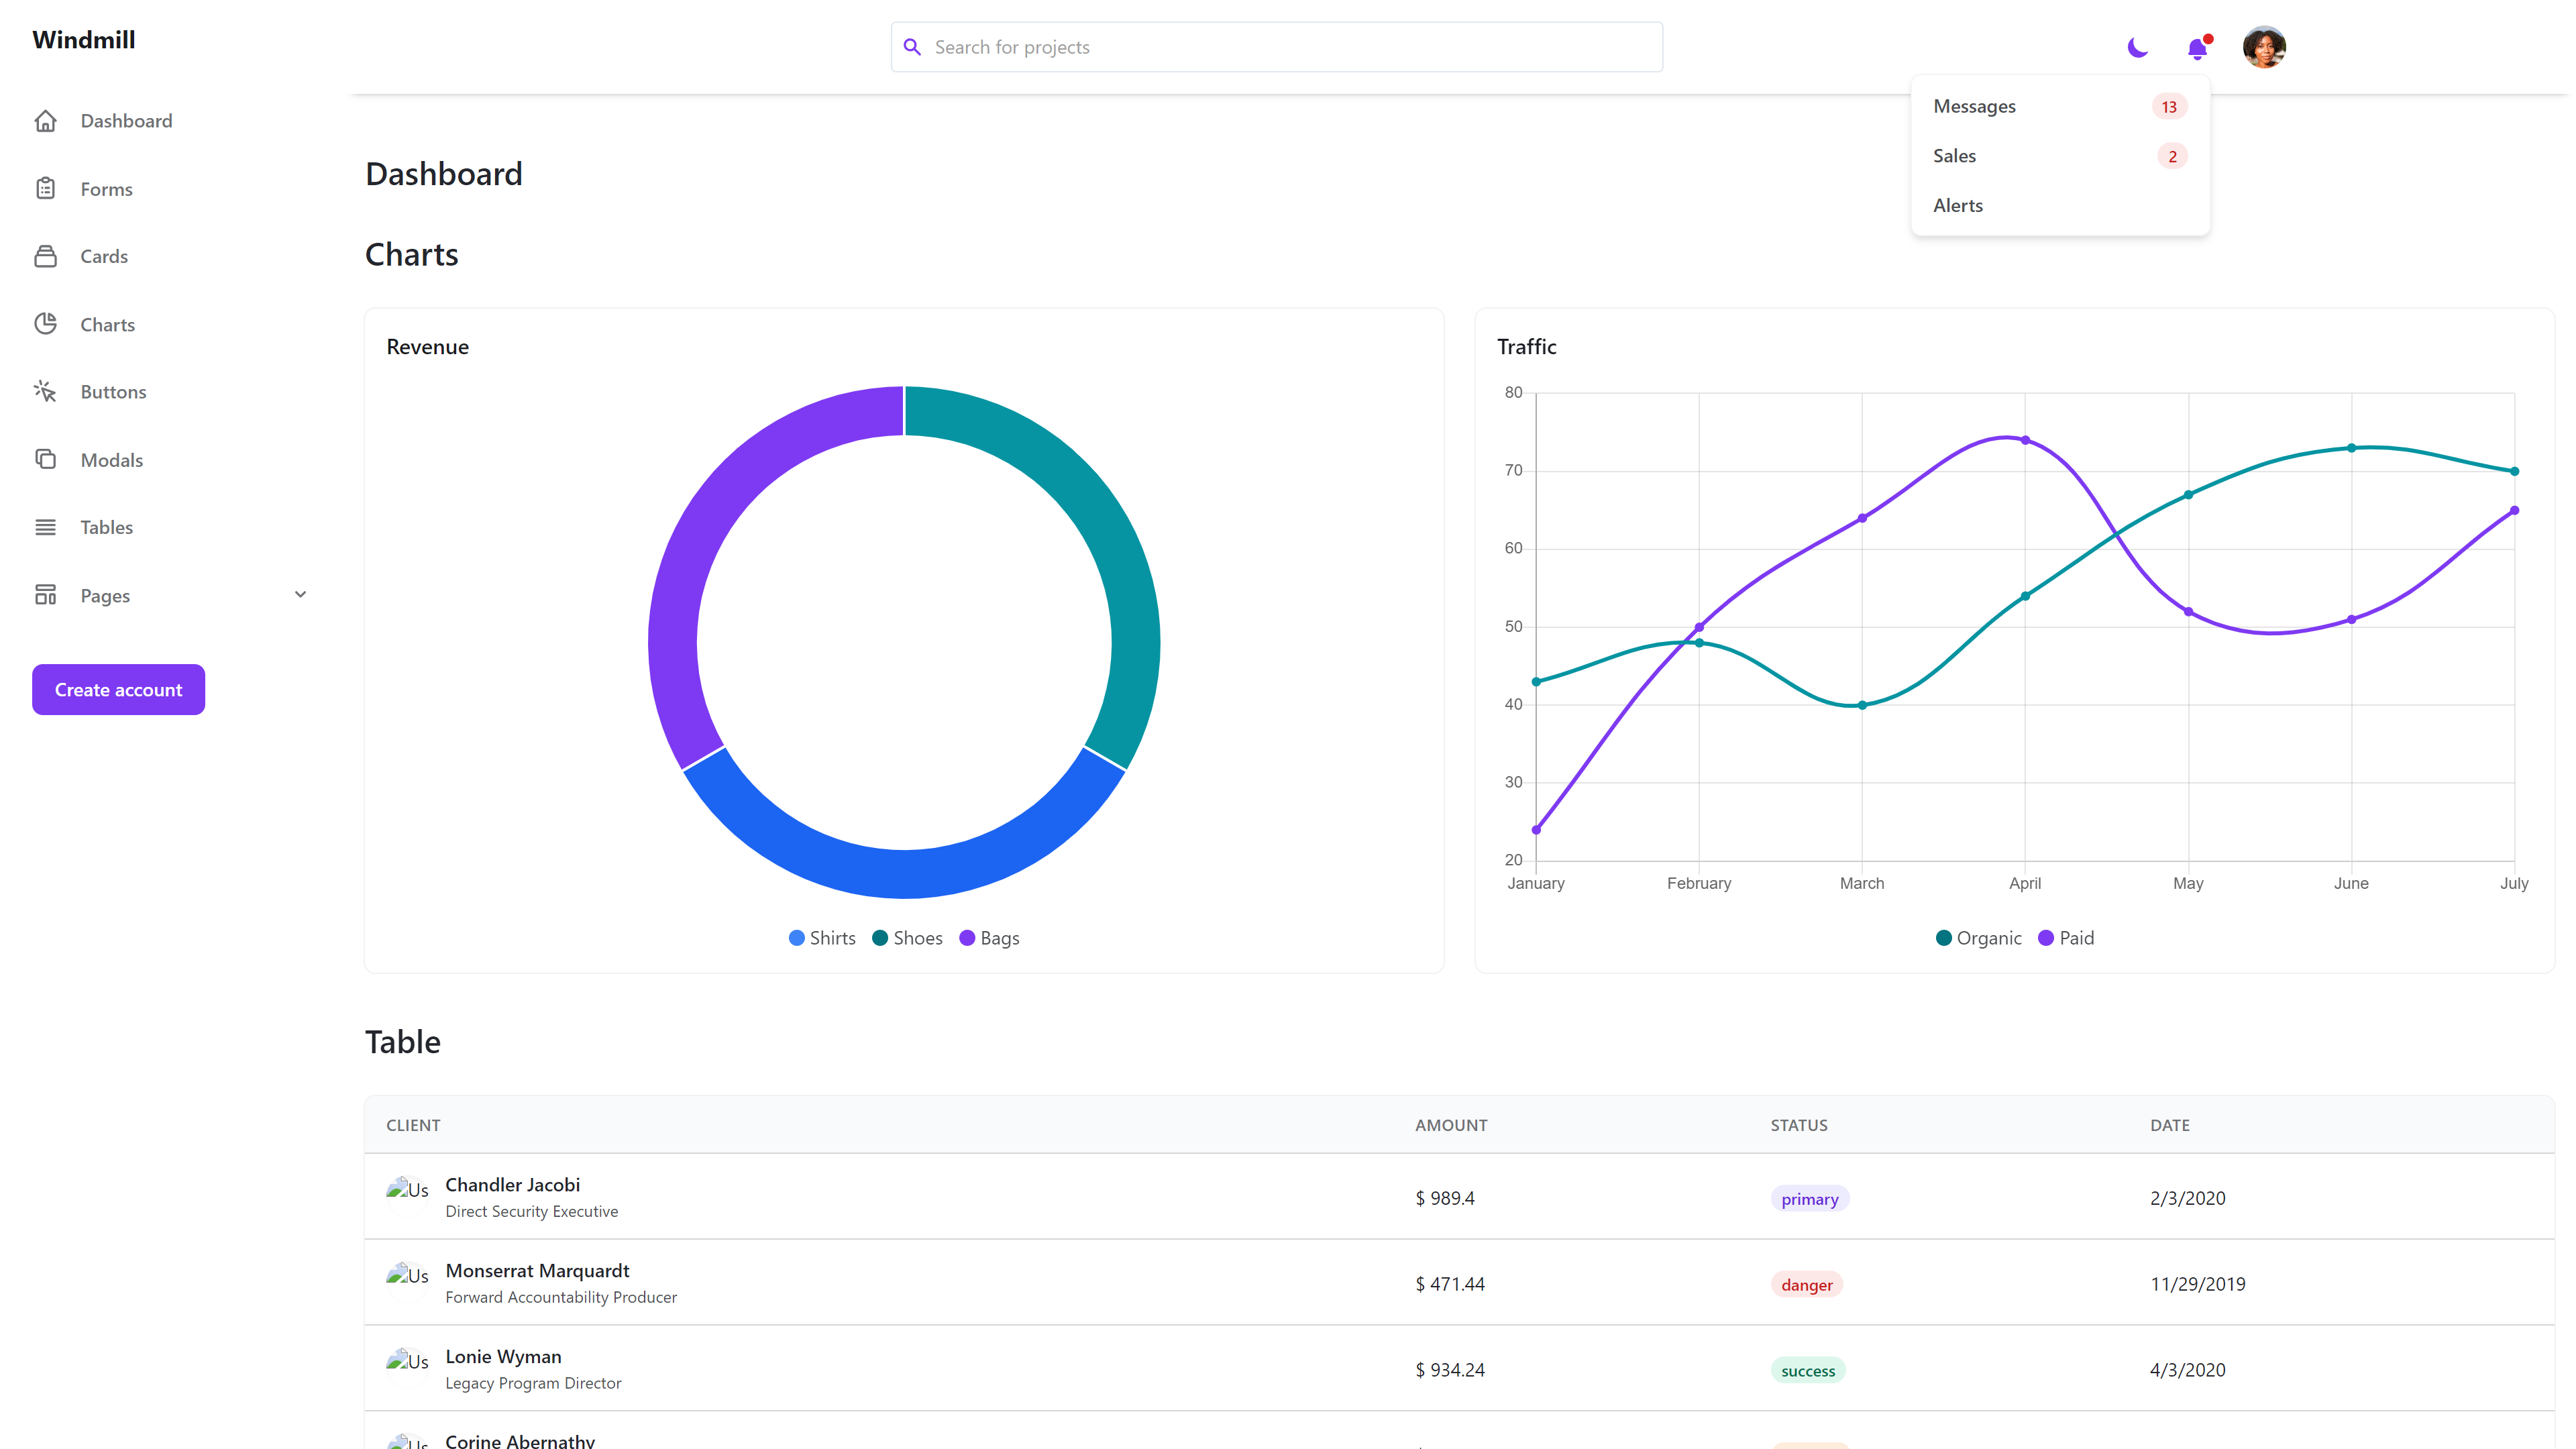 Windmill
Search for projects
Messages 13
Sales 2
Alerts
Dashboard
Forms
Cards
Charts
Buttons
Modals
Tables
Pages
Create account
Dashboard
Charts
Revenue
Shirts Shoes Bags
Traffic
80
70
60
50
40
30
20
January February March April May June July
Organic Paid
Table
CLIENT AMOUNT STATUS DATE
Us Chandler Jacobi
Direct Security Executive
$ 989.4 primary 2/3/2020
Us Monserrat Marquardt
Forward Accountability Producer
$ 471.44 danger 11/29/2019
Us Lonie Wyman
Legacy Program Director
$ 934.24 success 4/3/2020
Us Corine Abernathy